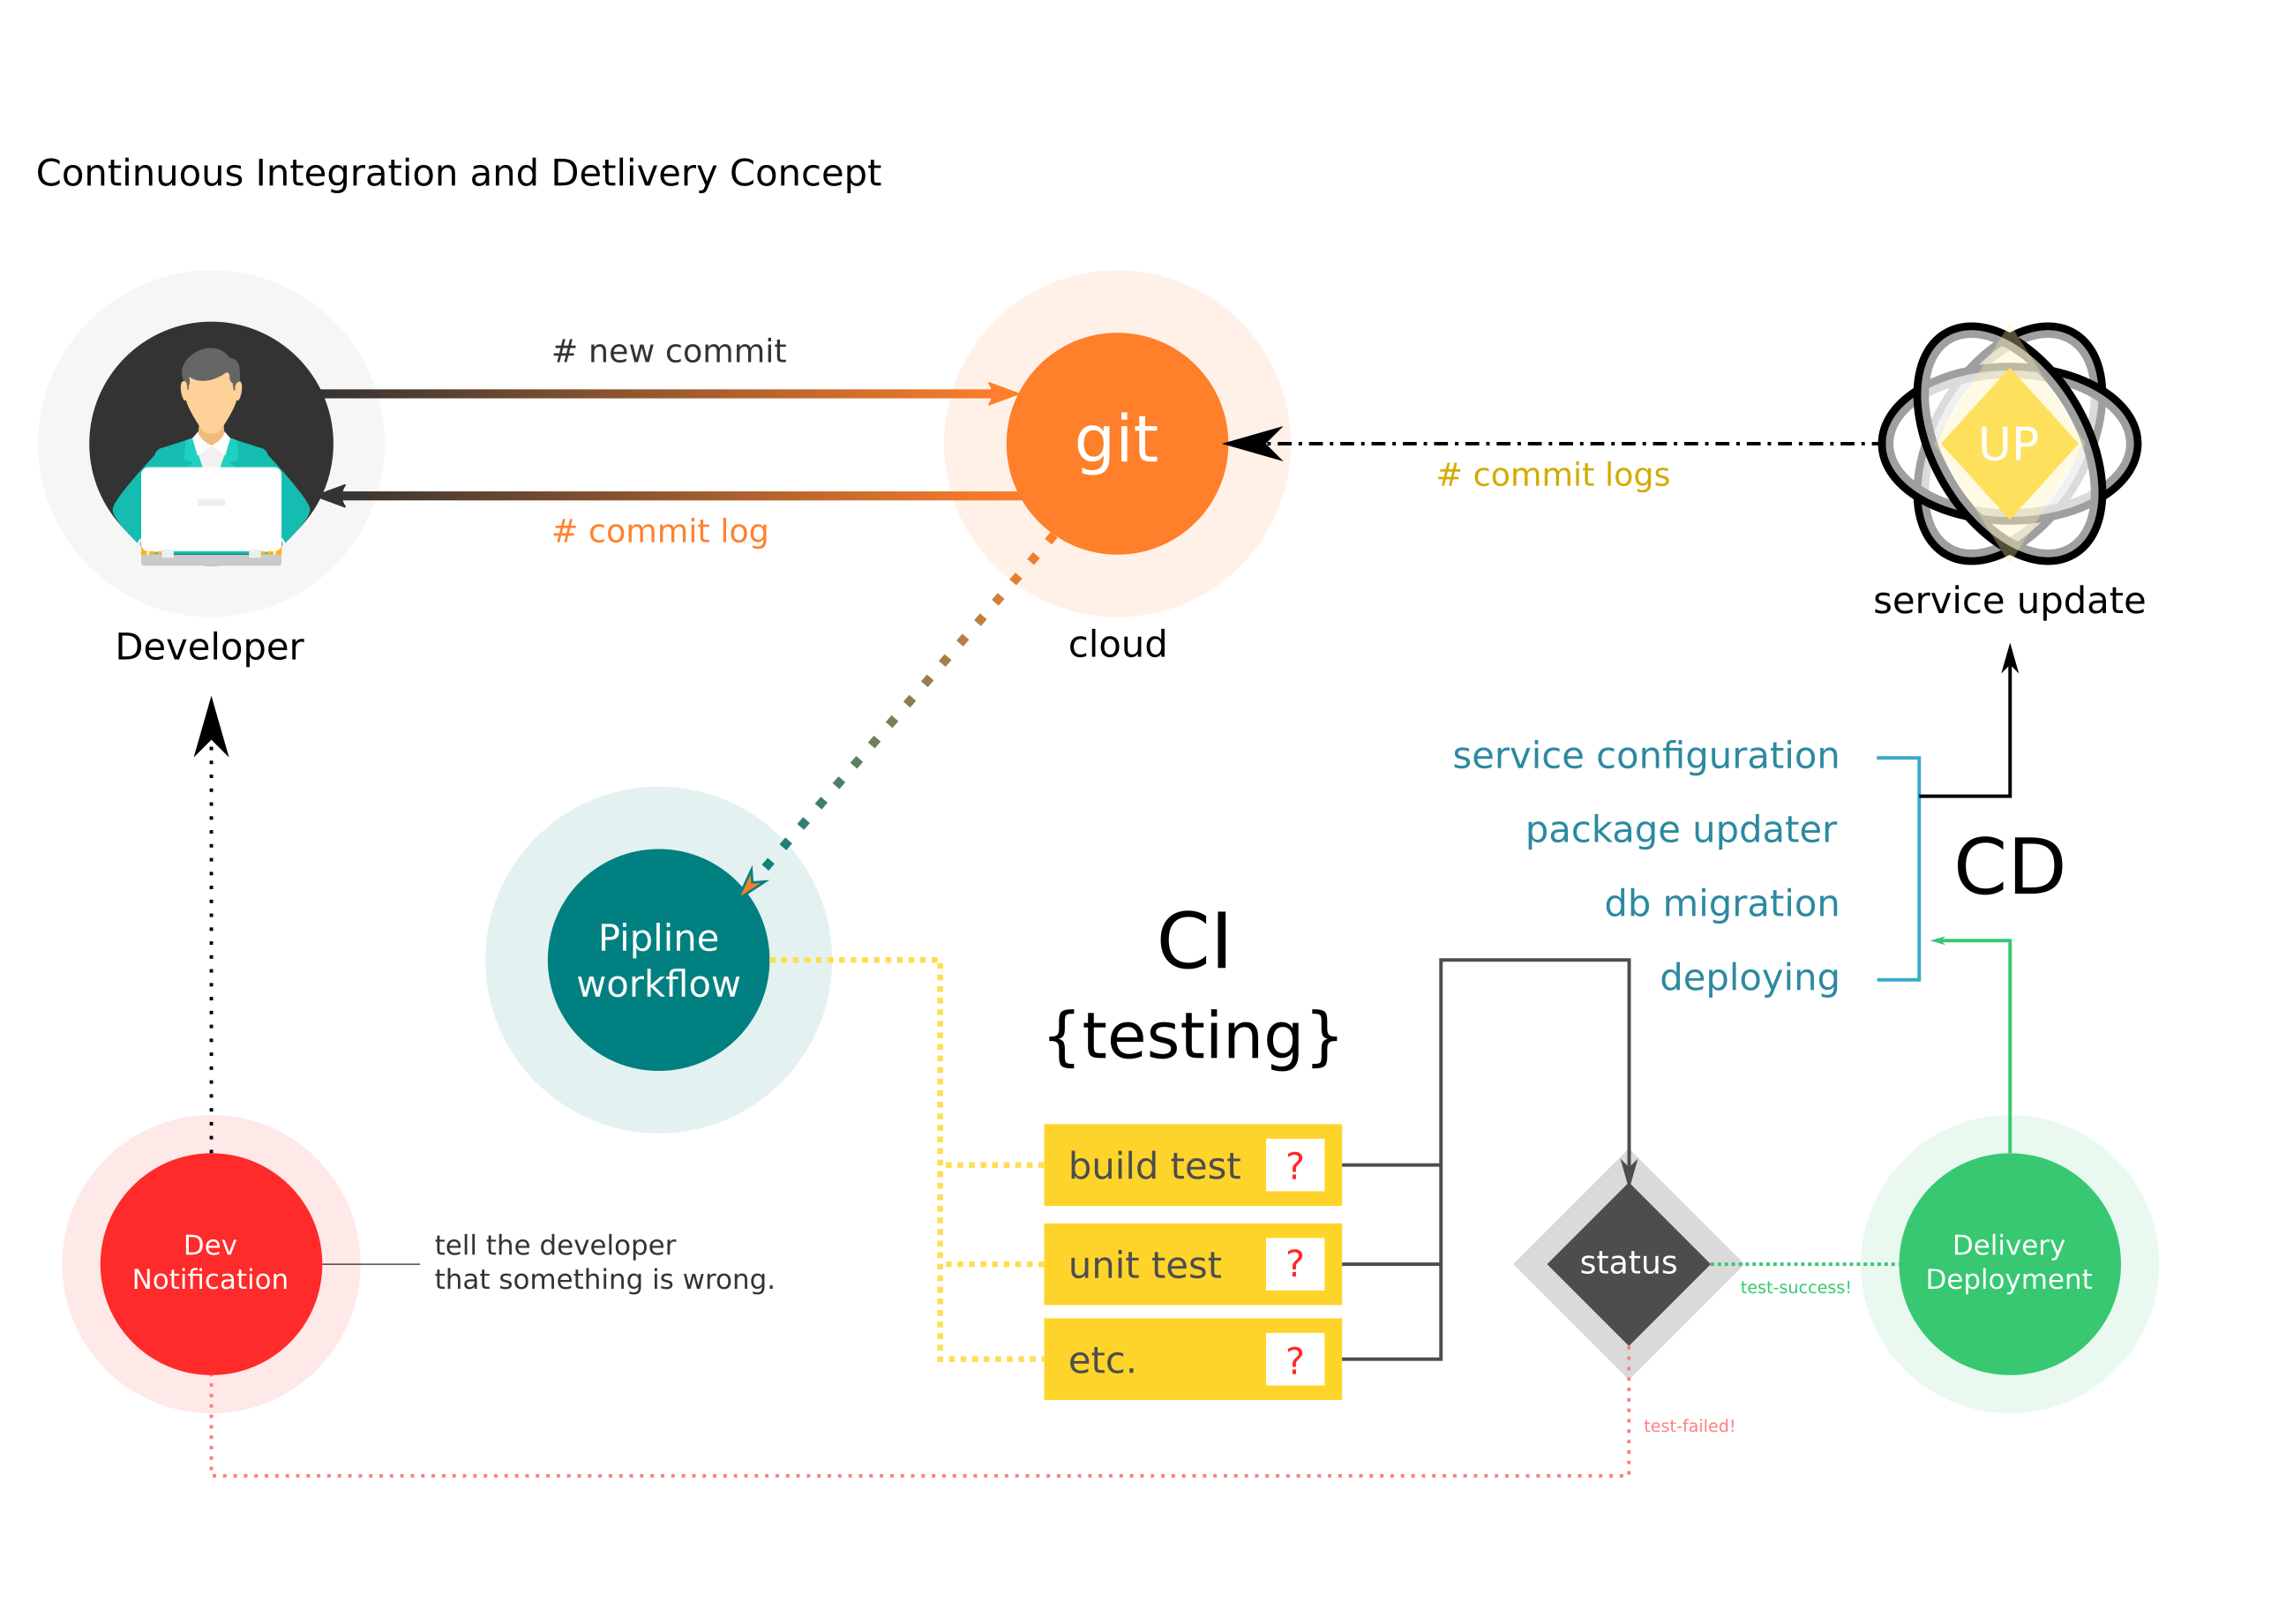 Continuous Integration and Detlivery Concept
# new commit
git
# commit log
# commit logs
UP
service update
Developer
cloud
service configuration
package updater
db migration
deploying
CD
Pipline
workflow
CI
{testing}
build test ?
unit test ?
etc. ?
status
test-success!
test-failed!
Delivery
Deployment
Dev
Notification
tell the developer
that something is wrong.